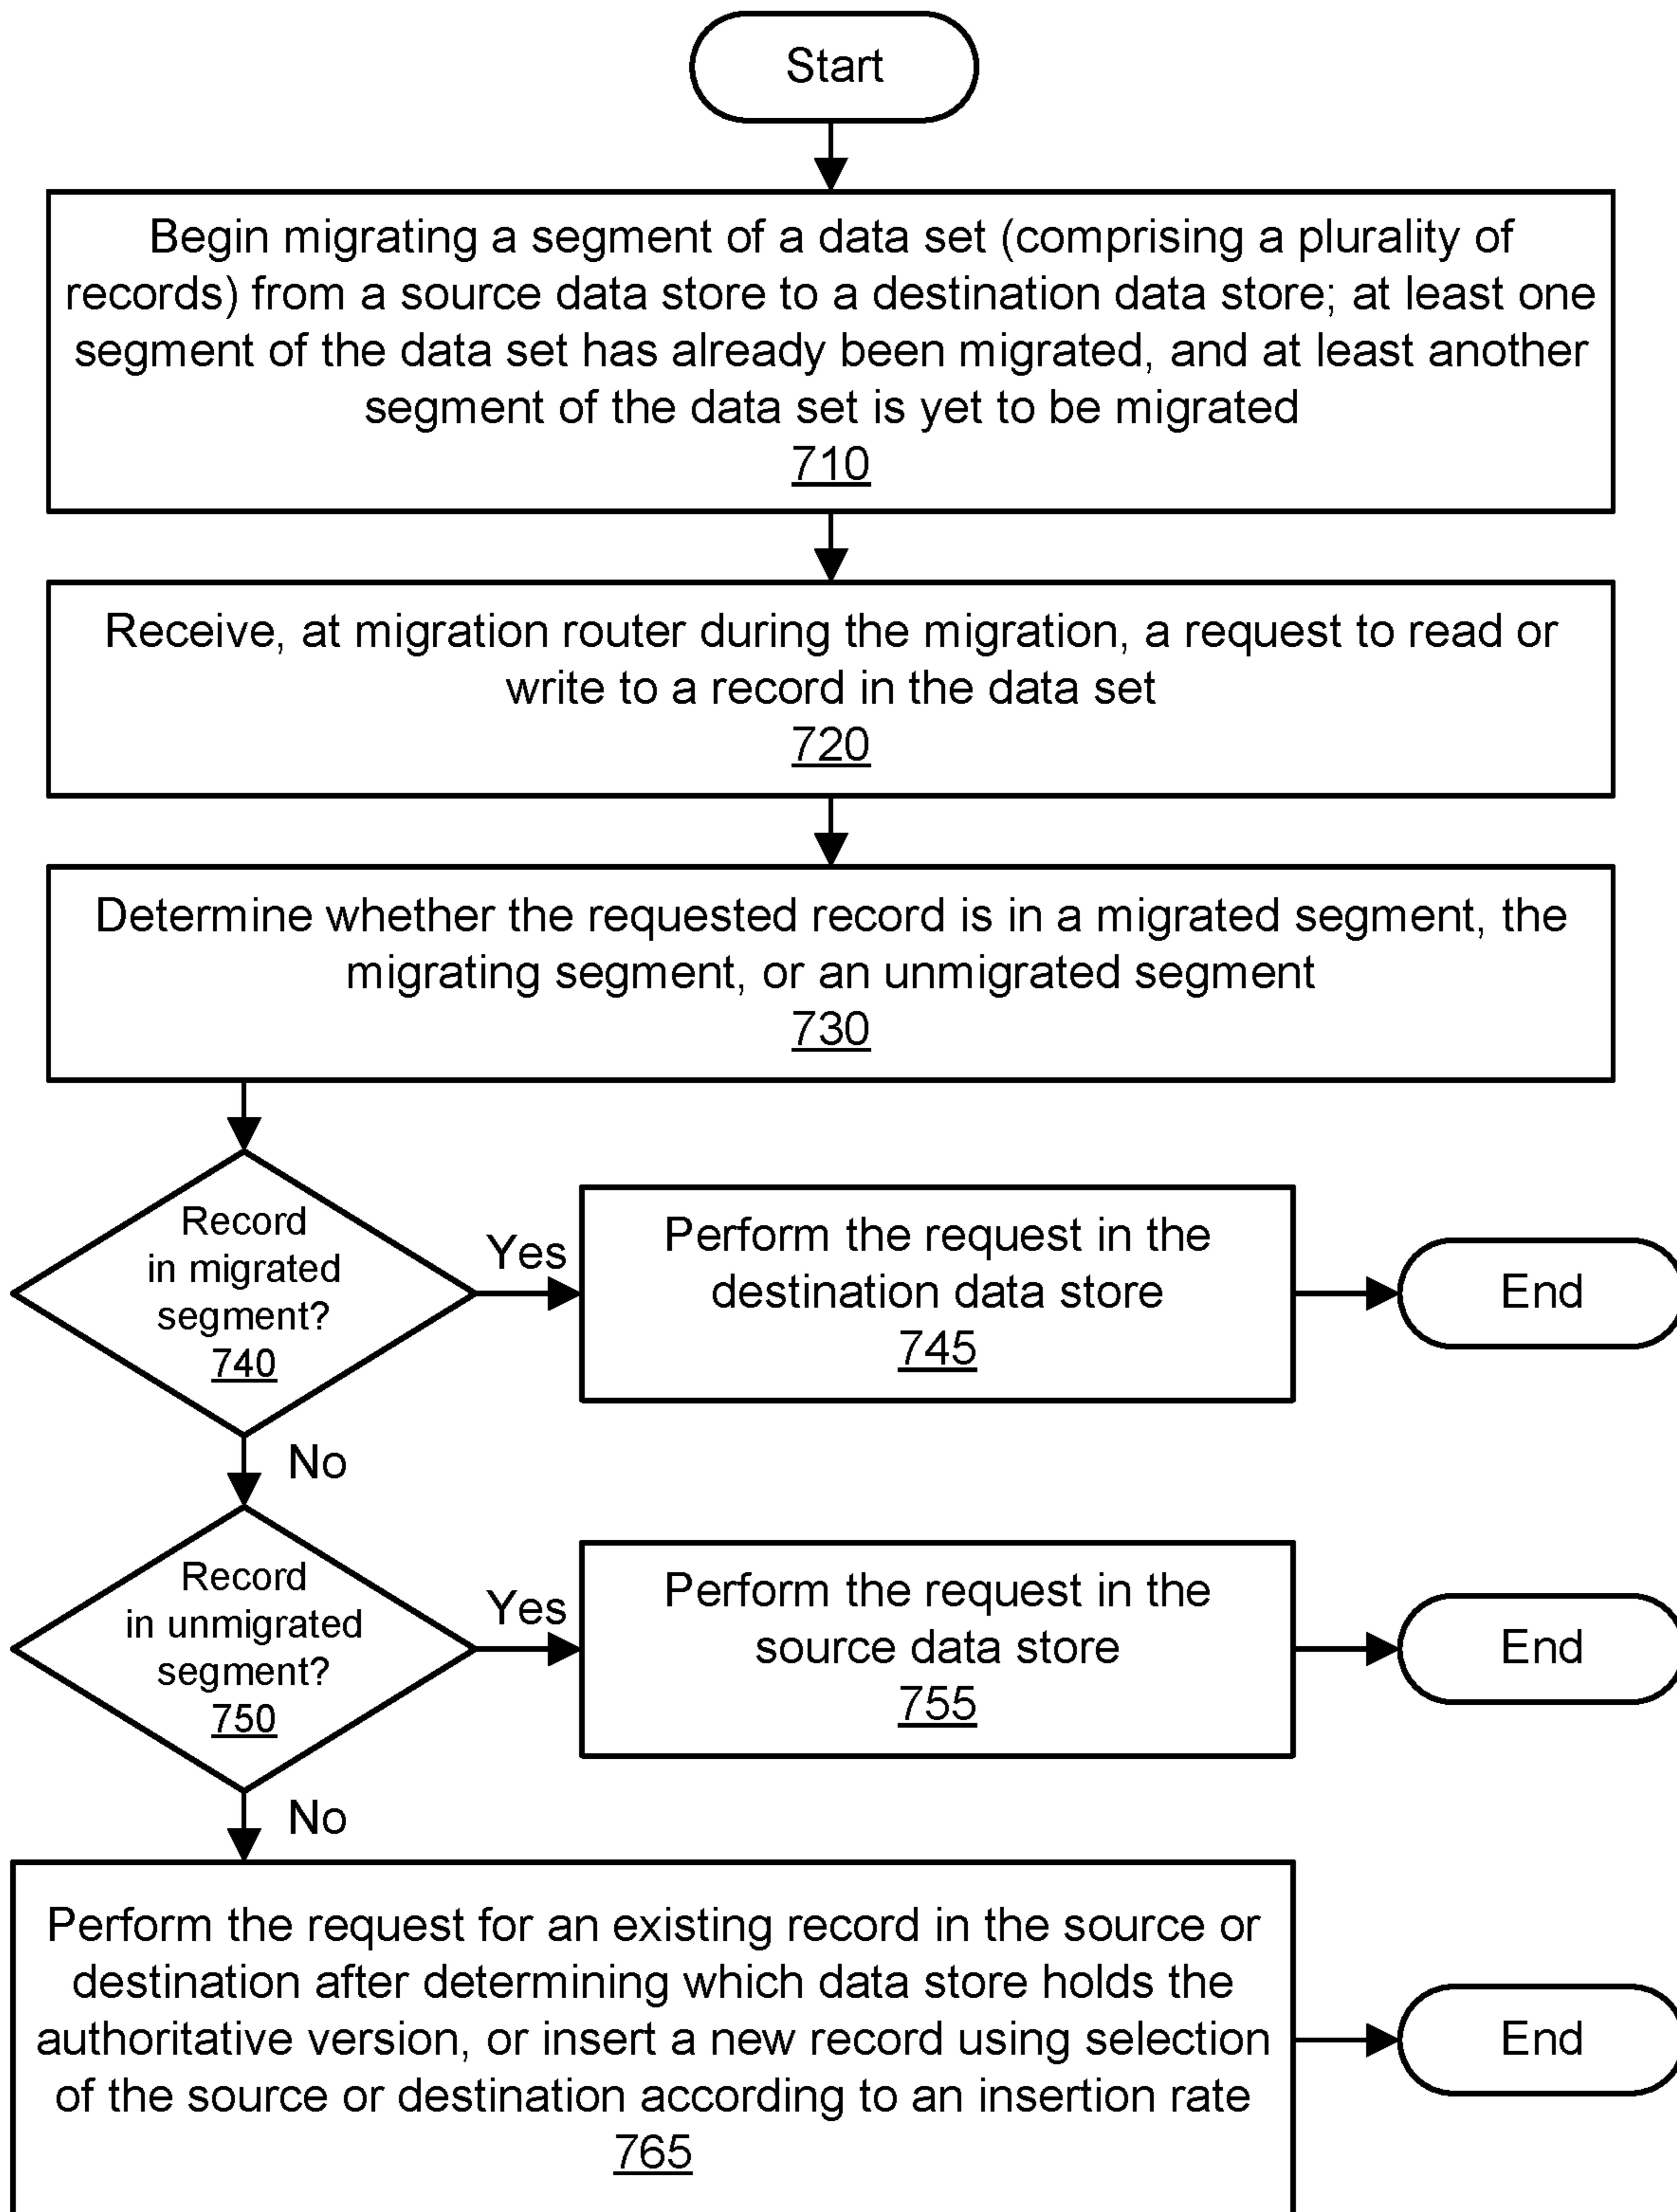 Start
Begin migrating a segment of a data set (comprising a plurality of
records) from a source data store to a destination data store; at least one
segment of the data set has already been migrated, and at least another
segment of the data set is yet to be migrated
710
Receive, at migration router during the migration, a request to read or
write to a record in the data set
720
Determine whether the requested record is in a migrated segment, the
migrating segment, or an unmigrated segment
730
Record
in migrated
segment?
740
Yes
Perform the request in the
destination data store
745
End
No
Record
in unmigrated
segment?
750
Yes
Perform the request in the
source data store
755
End
No
Perform the request for an existing record in the source or
destination after determining which data store holds the
authoritative version, or insert a new record using selection
of the source or destination according to an insertion rate
765
End